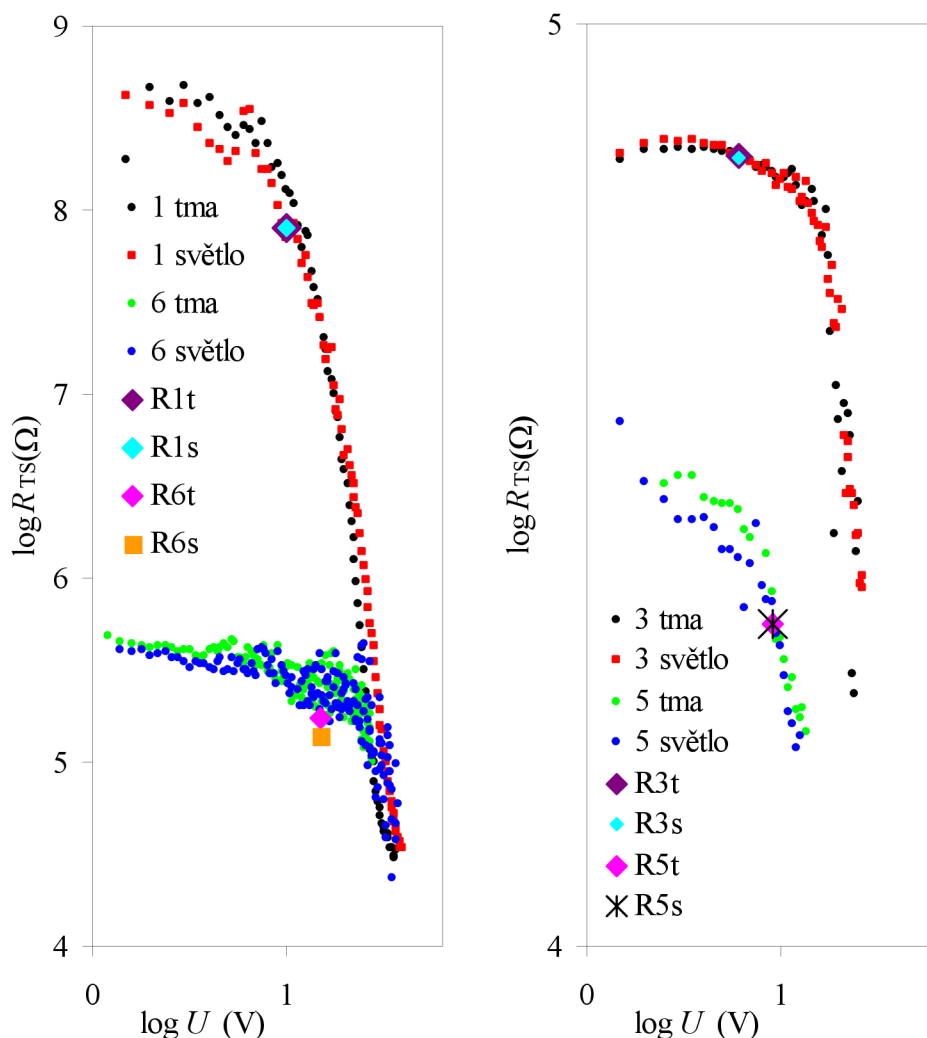 9
8
7
6
5
4
log R TS (Ω)
1 tma
1 světlo
6 tma
6 světlo
R1t
R1s
R6t
R6s
0
1
log U (V)
5
4
log R TS (Ω)
3 tma
3 světlo
5 tma
5 světlo
R3t
R3s
R5t
R5s
0
1
log U (V)